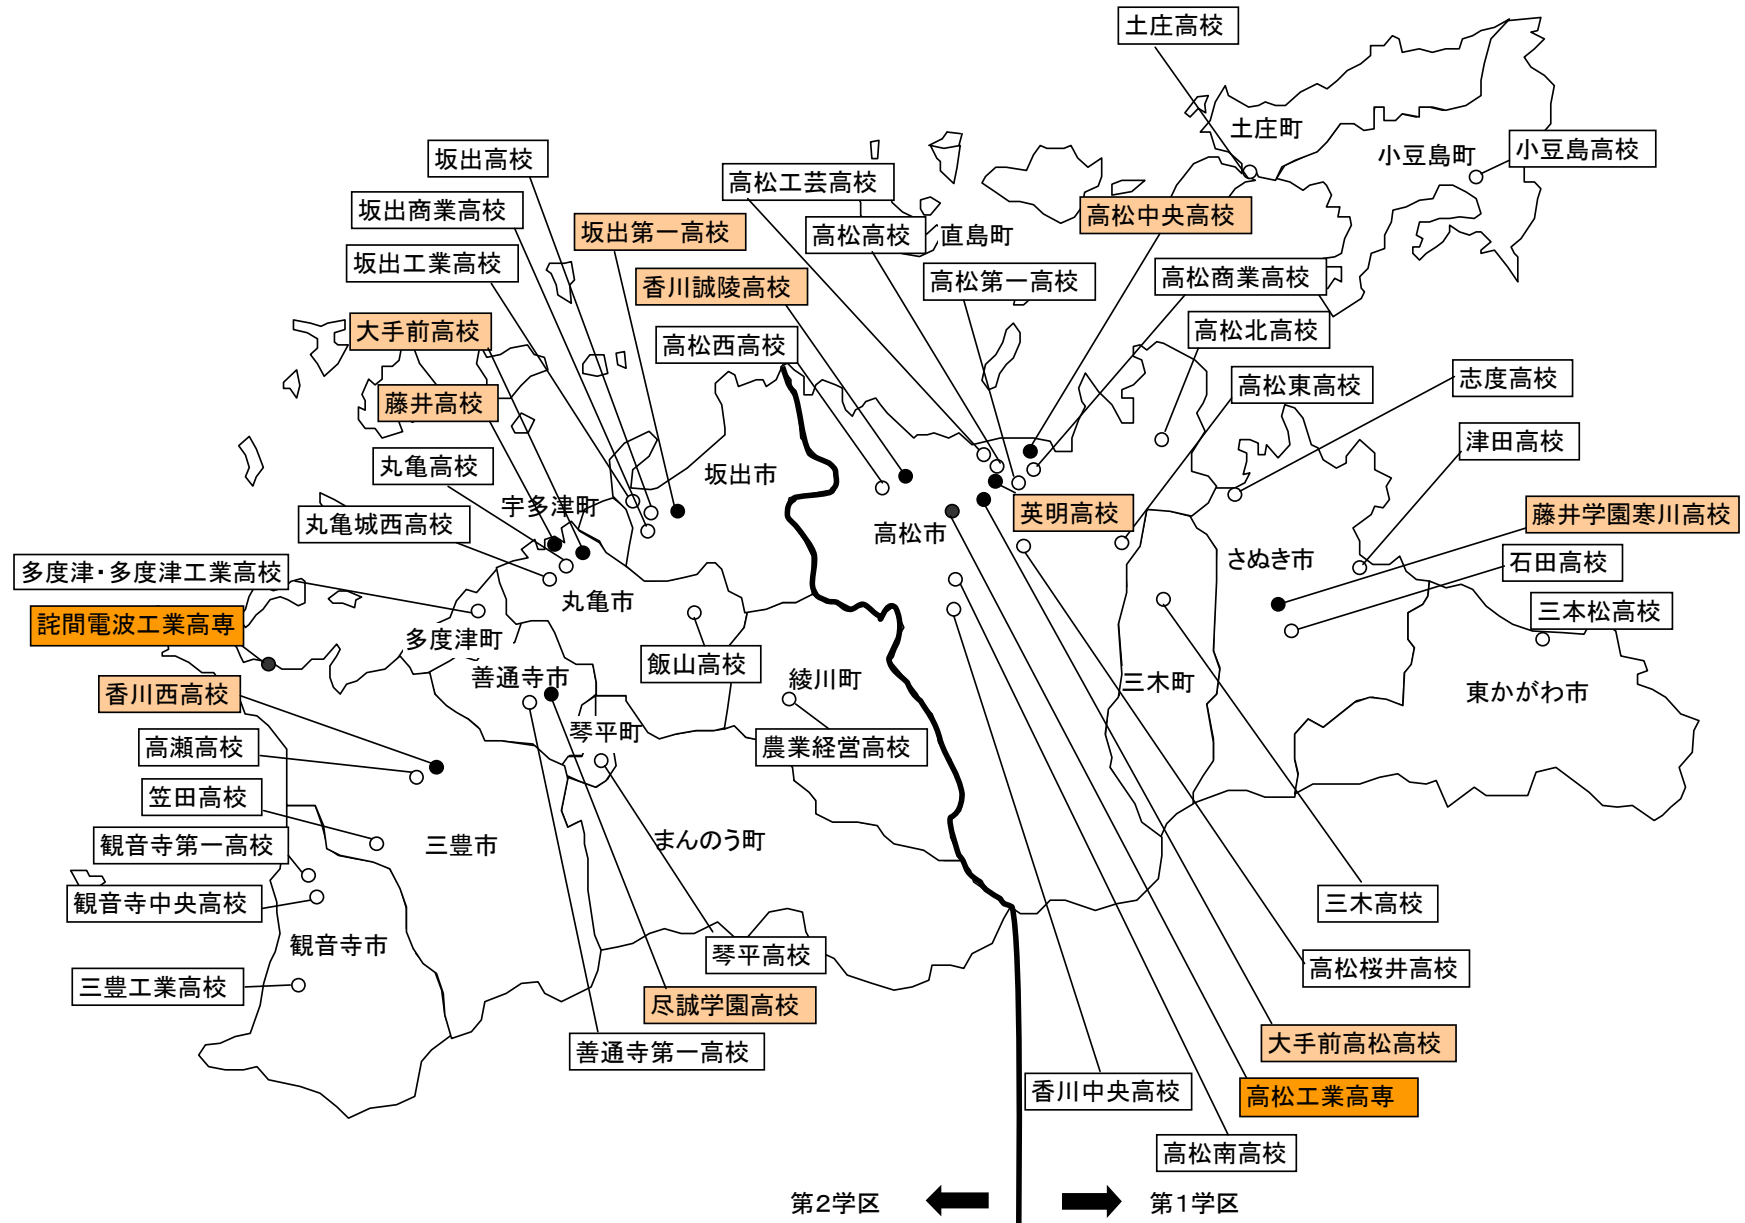 土庄高校
土庄町
小豆島町
小豆島高校
坂出高校
高松工芸高校
坂出商業高校
坂出第一高校
高松高校
直島町
高松中央高校
坂出工業高校
香川誠陵高校
高松第一高校
高松商業高校
大手前高校
高松西高校
高松北高校
藤井高校
高松東高校
志度高校
丸亀高校
坂出市
津田高校
宇多津町
丸亀城西高校
高松市
英明高校
藤井学園寒川高校
多度津・多度津工業高校
さぬき市
石田高校
詫間電波工業高専
丸亀市
三本松高校
多度津町
飯山高校
善通寺市
綾川町
三木町
東かがわ市
香川西高校
琴平町
高瀬高校
農業経営高校
笠田高校
観音寺第一高校
三豊市
まんのう町
観音寺中央高校
三木高校
観音寺市
琴平高校
高松桜井高校
三豊工業高校
尽誠学園高校
善通寺第一高校
大手前高松高校
香川中央高校
高松工業高専
高松南高校
第2学区
第1学区